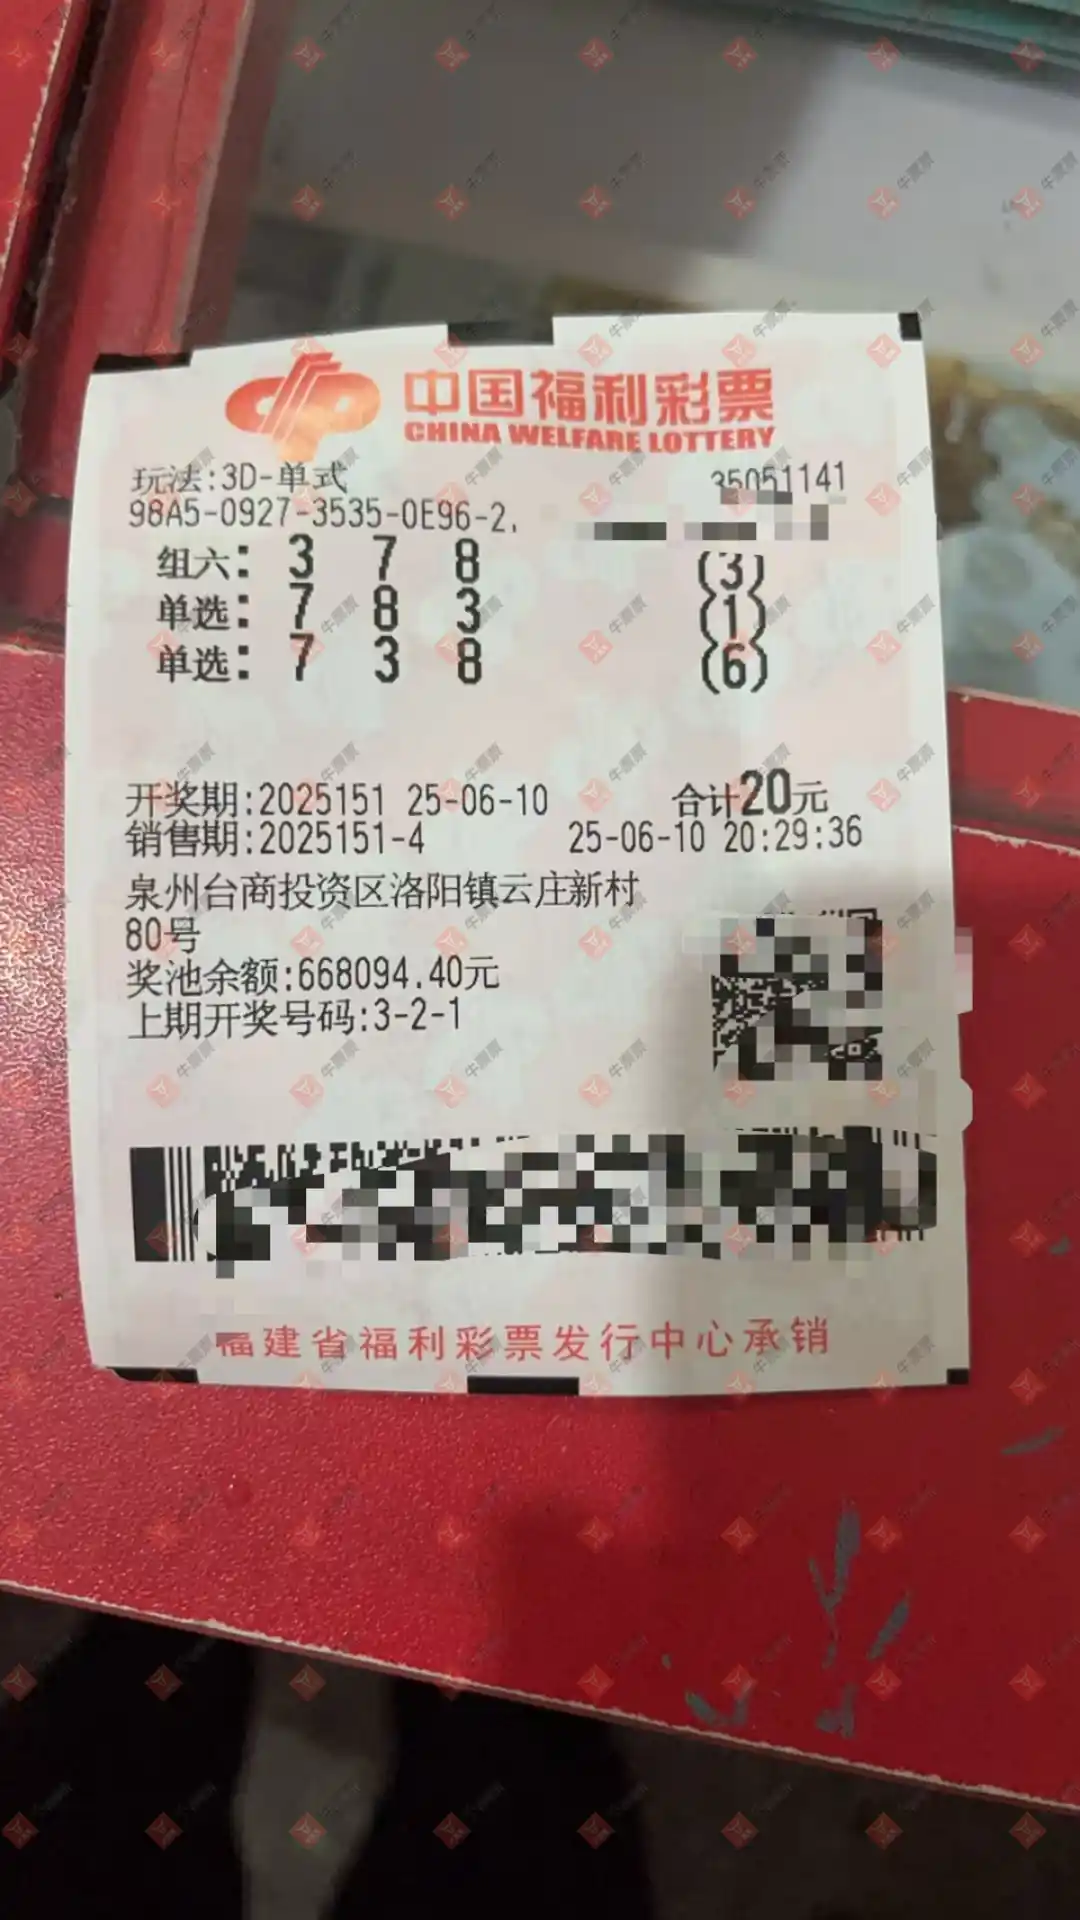 中国福利彩票
CHINA WELFARE LOTTERY
玩法:3D-单式 35051141
98A5-0927-3535-0E96-2.
组六: 3 7 8 (3)
单选: 7 8 3 (1)
单选: 7 3 8 (6)
开奖期:2025151 25-06-10 合计20元
销售期:2025151-4 25-06-10 20:29:36
泉州台商投资区洛阳镇云庄新村
80号
奖池余额:668094.40元
上期开奖号码:3-2-1
福建省福利彩票发行中心承销
牛票票